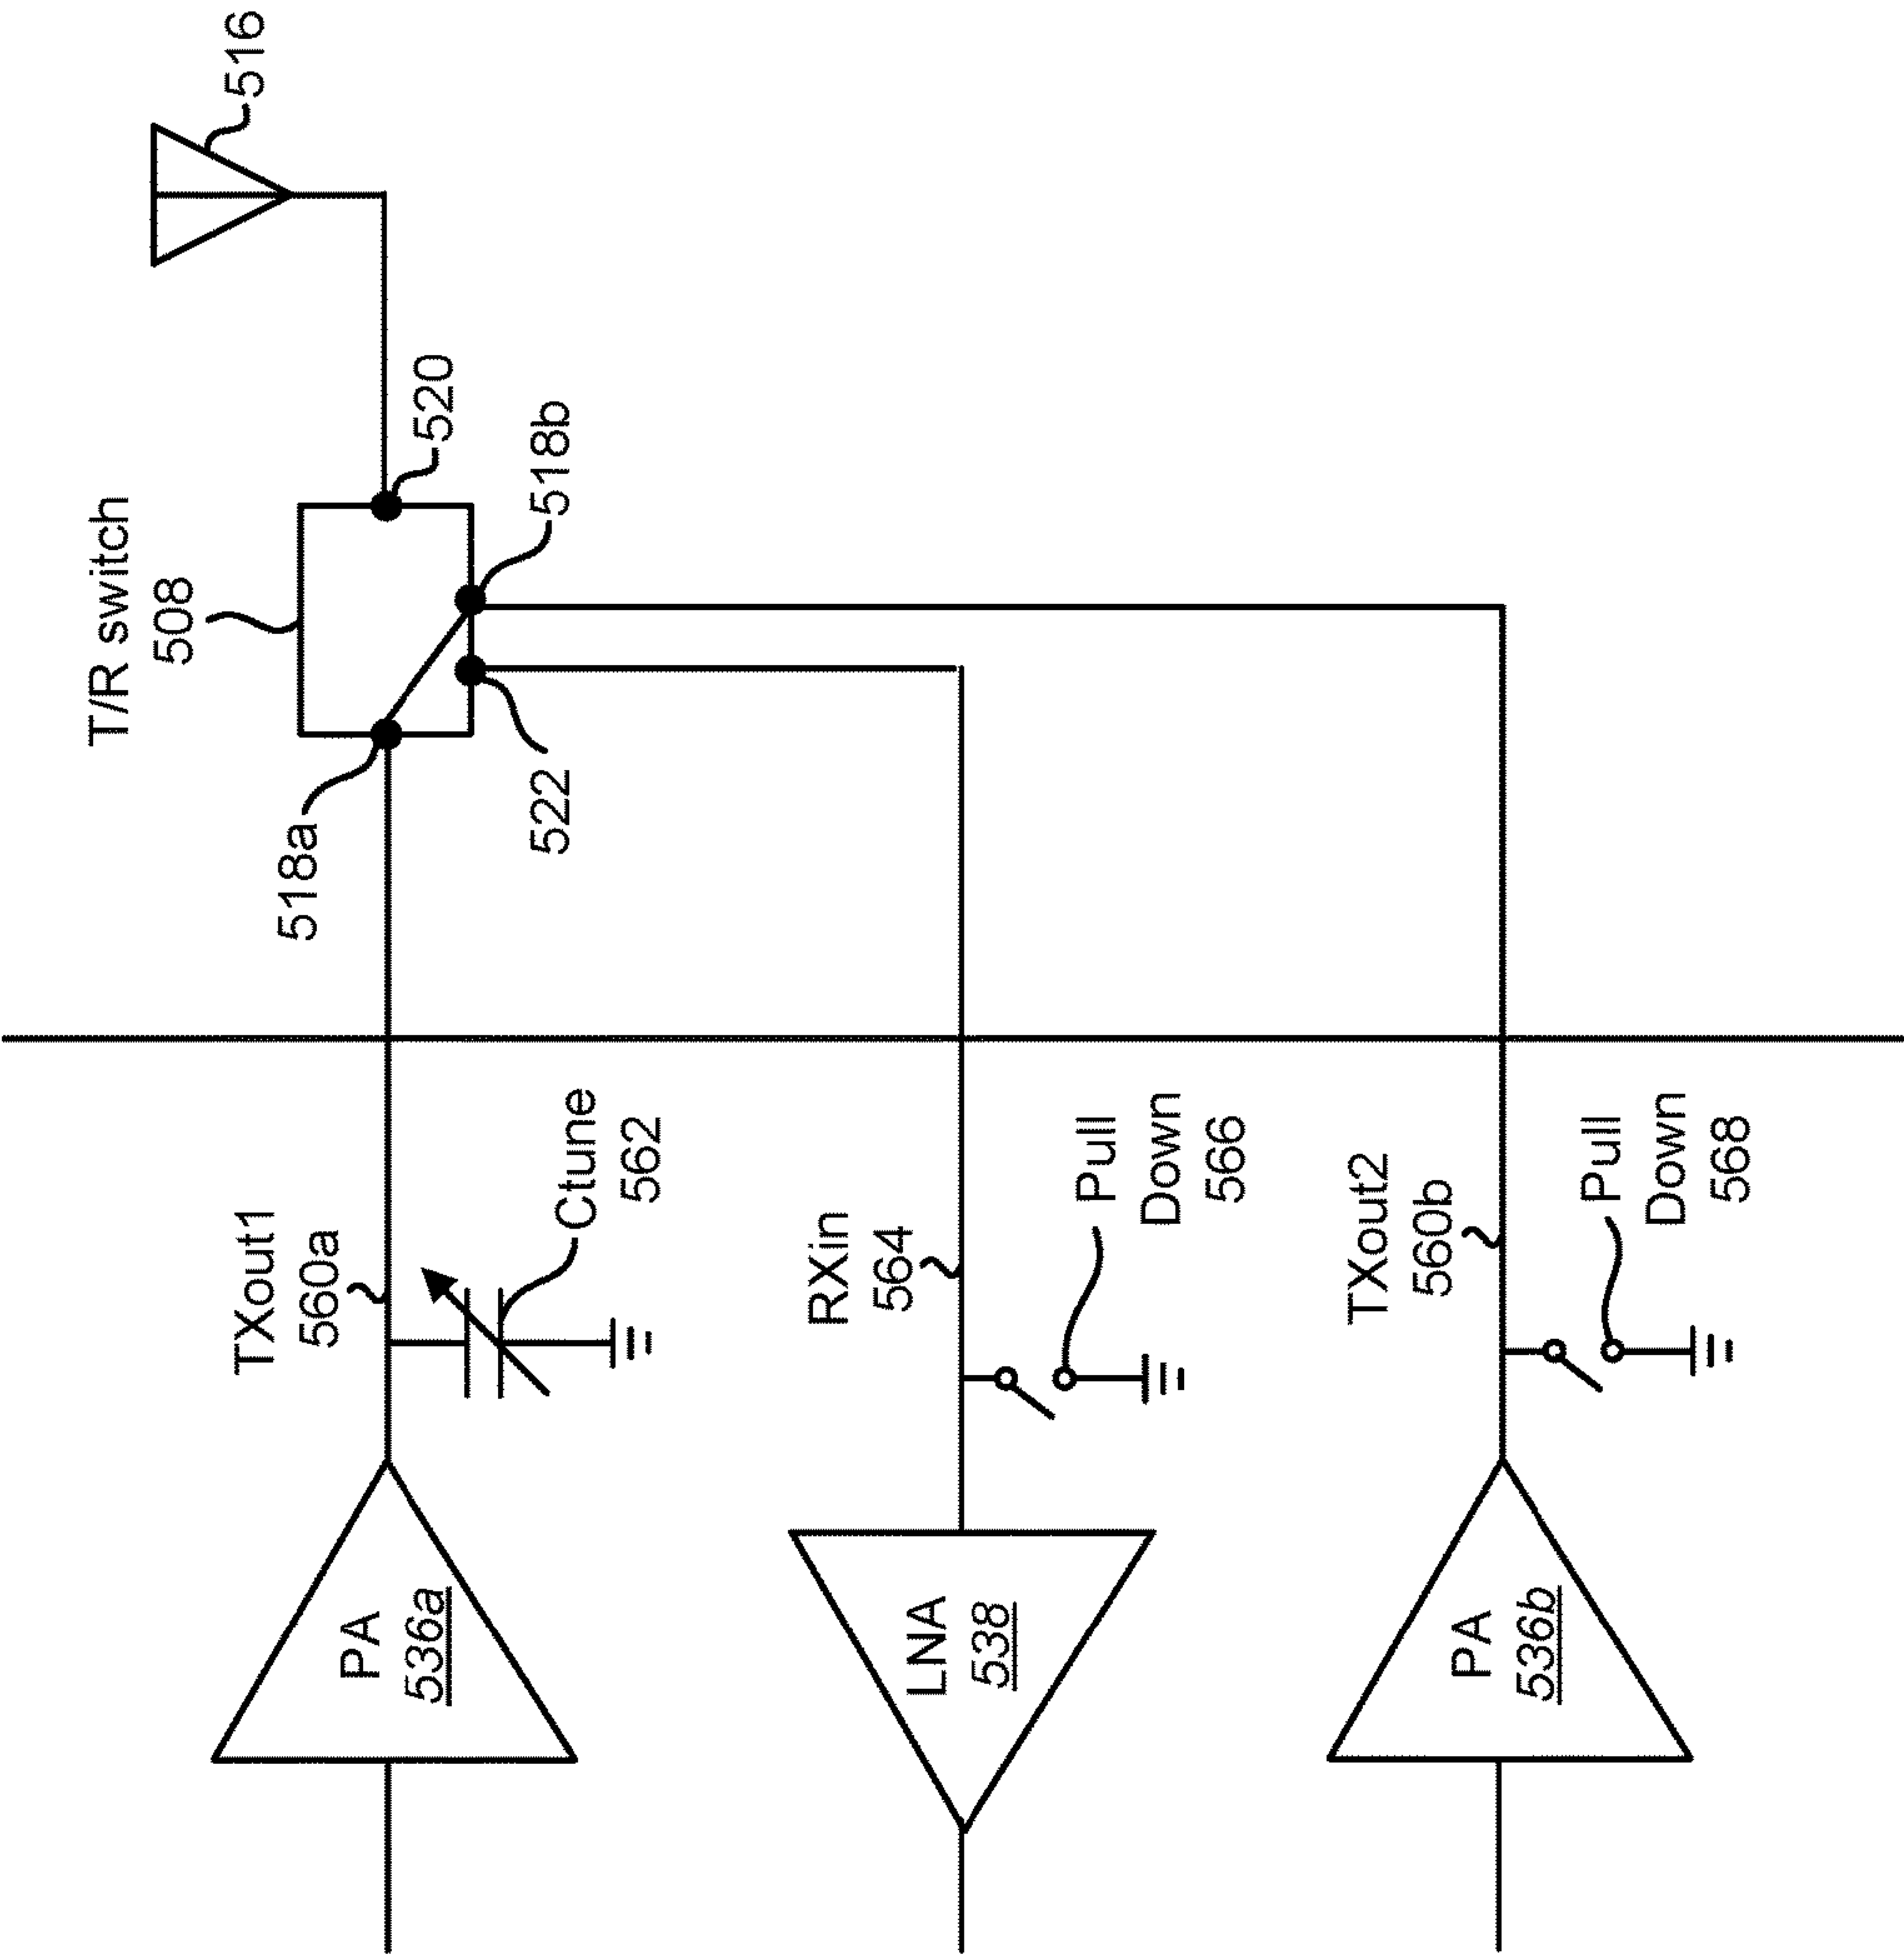 T/R switch
508
516
520
518b
518a
522
TXout1
560a
Ctune
562
PA
536a
RXin
564
Pull
Down
566
LNA
538
TXout2
560b
Pull
Down
568
PA
536b